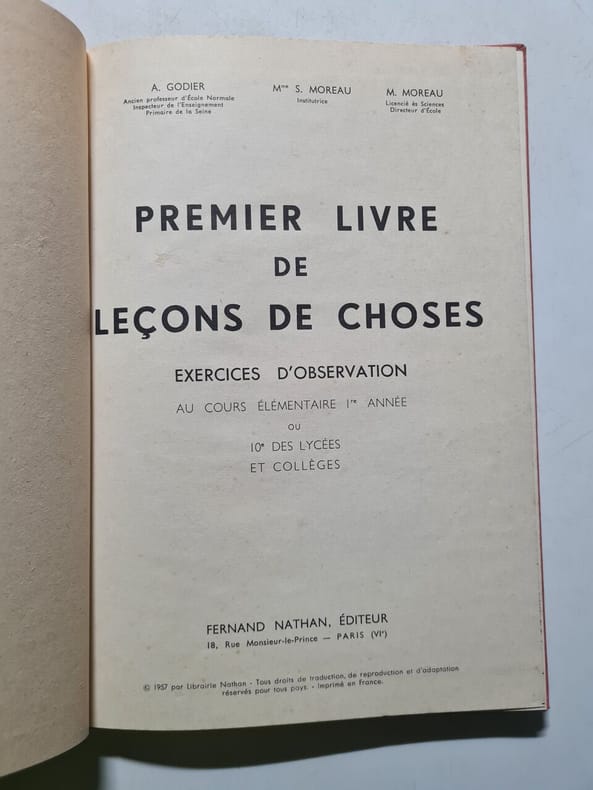 A. GODIER
Ancien professeur d'École Normale
Inspecteur de l'Enseignement
Primaire de la Seine
Mme S. MOREAU
Institutrice
M. MOREAU
Licencié ès Sciences
Directeur d'École
PREMIER LIVRE
DE
LEÇONS DE CHOSES
EXERCICES D'OBSERVATION
AU COURS ÉLÉMENTAIRE 1re ANNÉE
OU
10e DES LYCÉES
ET COLLÈGES
FERNAND NATHAN, ÉDITEUR
18, Rue Monsieur-le-Prince — PARIS (VIe)
© 1957 par Librairie Nathan - Tous droits de traduction, de reproduction et d'adaptation
réservés pour tous pays. - Imprimé en France.